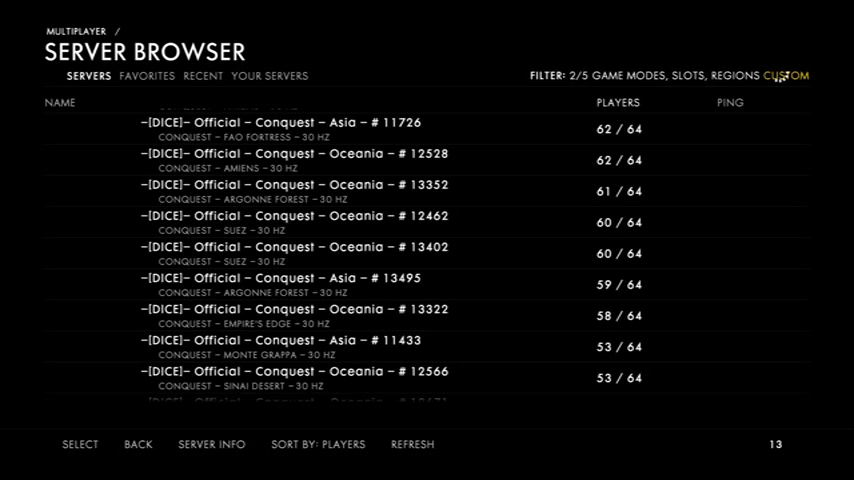 MULTIPLAYER /
SERVER BROWSER
SERVERS FAVORITES RECENT YOUR SERVERS FILTER: 2/5 GAME MODES, SLOTS, REGIONS CUSTOM
NAME PLAYERS PING
–[DICE]– Official – Conquest – Asia – # 11726
CONQUEST – FAO FORTRESS – 30 HZ
62 / 64
–[DICE]– Official – Conquest – Oceania – # 12528
CONQUEST – AMIENS – 30 HZ
62 / 64
–[DICE]– Official – Conquest – Oceania – # 13352
CONQUEST – ARGONNE FOREST – 30 HZ
61 / 64
–[DICE]– Official – Conquest – Oceania – # 12462
CONQUEST – SUEZ – 30 HZ
60 / 64
–[DICE]– Official – Conquest – Oceania – # 13402
CONQUEST – SUEZ – 30 HZ
60 / 64
–[DICE]– Official – Conquest – Asia – # 13495
CONQUEST – ARGONNE FOREST – 30 HZ
59 / 64
–[DICE]– Official – Conquest – Oceania – # 13322
CONQUEST – EMPIRE'S EDGE – 30 HZ
58 / 64
–[DICE]– Official – Conquest – Asia – # 11433
CONQUEST – MONTE GRAPPA – 30 HZ
53 / 64
–[DICE]– Official – Conquest – Oceania – # 12566
CONQUEST – SINAI DESERT – 30 HZ
53 / 64
SELECT BACK SERVER INFO SORT BY: PLAYERS REFRESH 13